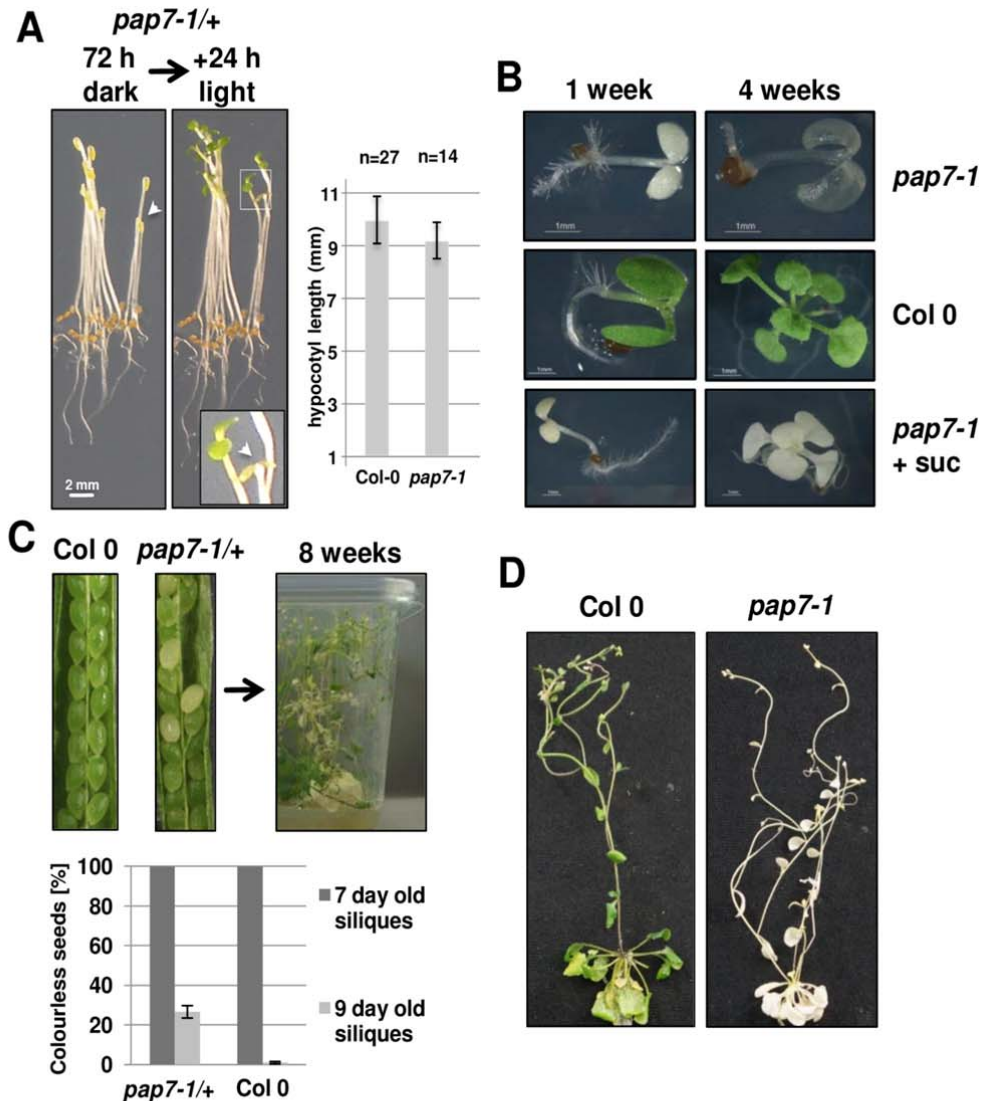 A
pap7-1/+
72 h
dark
+24 h
light
2 mm
n=27 n=14
hypocotyl length (mm)
11
9
7
5
3
1
Col-0 pap7-1
B
1 week 4 weeks
1mm 1mm
pap7-1
1mm 1mm
Col 0
1mm 1mm
pap7-1
+ suc
C
Col 0 pap7-1/+ 8 weeks
Colourless seeds [%]
100
80
60
40
20
0
pap7-1/+ Col 0
7 day old
siliques
9 day old
siliques
D
Col 0 pap7-1